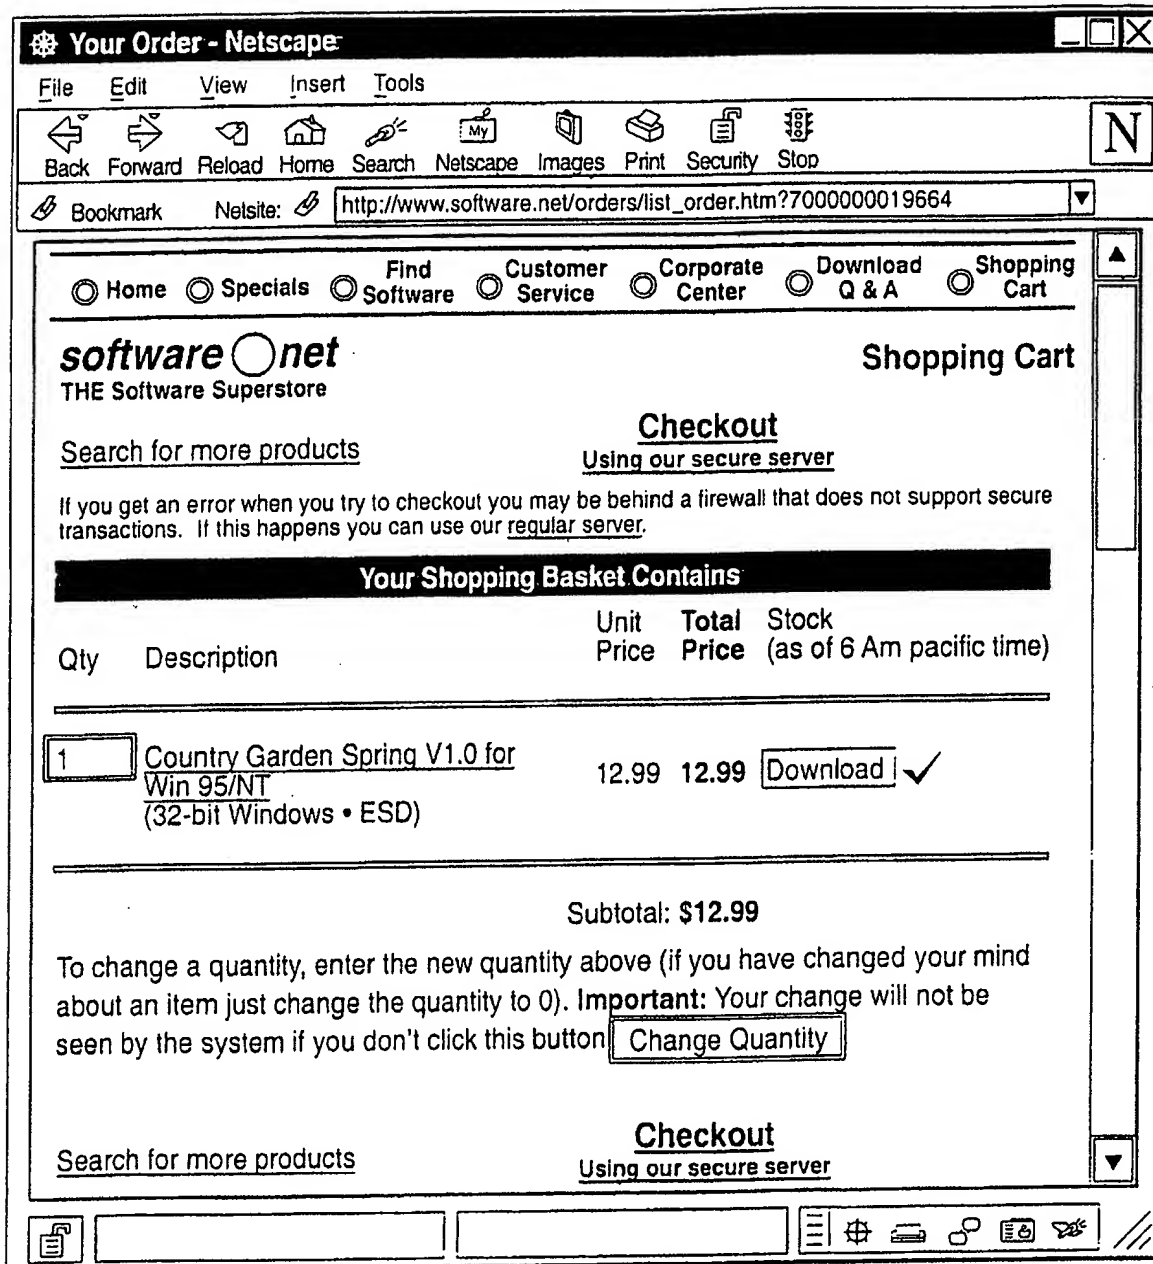 Your Order - Netscape
File Edit View Insert Tools
My N
Back Forward Reload Home Search Netscape Images Print Security Stop
Bookmark Netsite: http://www.software.net/orders/list_order.htm?7000000019664
Home Specials Find Software Customer Service Corporate Center Download Q & A Shopping Cart
software net Shopping Cart
THE Software Superstore
Checkout
Search for more products Using our secure server
If you get an error when you try to checkout you may be behind a firewall that does not support secure
transactions. If this happens you can use our regular server.
Your Shopping Basket Contains
Unit Total Stock
Qty Description Price Price (as of 6 Am pacific time)
1 Country Garden Spring V1.0 for
Win 95/NT 12.99 12.99 Download
(32-bit Windows • ESD)
Subtotal: $12.99
To change a quantity, enter the new quantity above (if you have changed your mind
about an item just change the quantity to 0). Important: Your change will not be
seen by the system if you don't click this button Change Quantity
Checkout
Search for more products Using our secure server